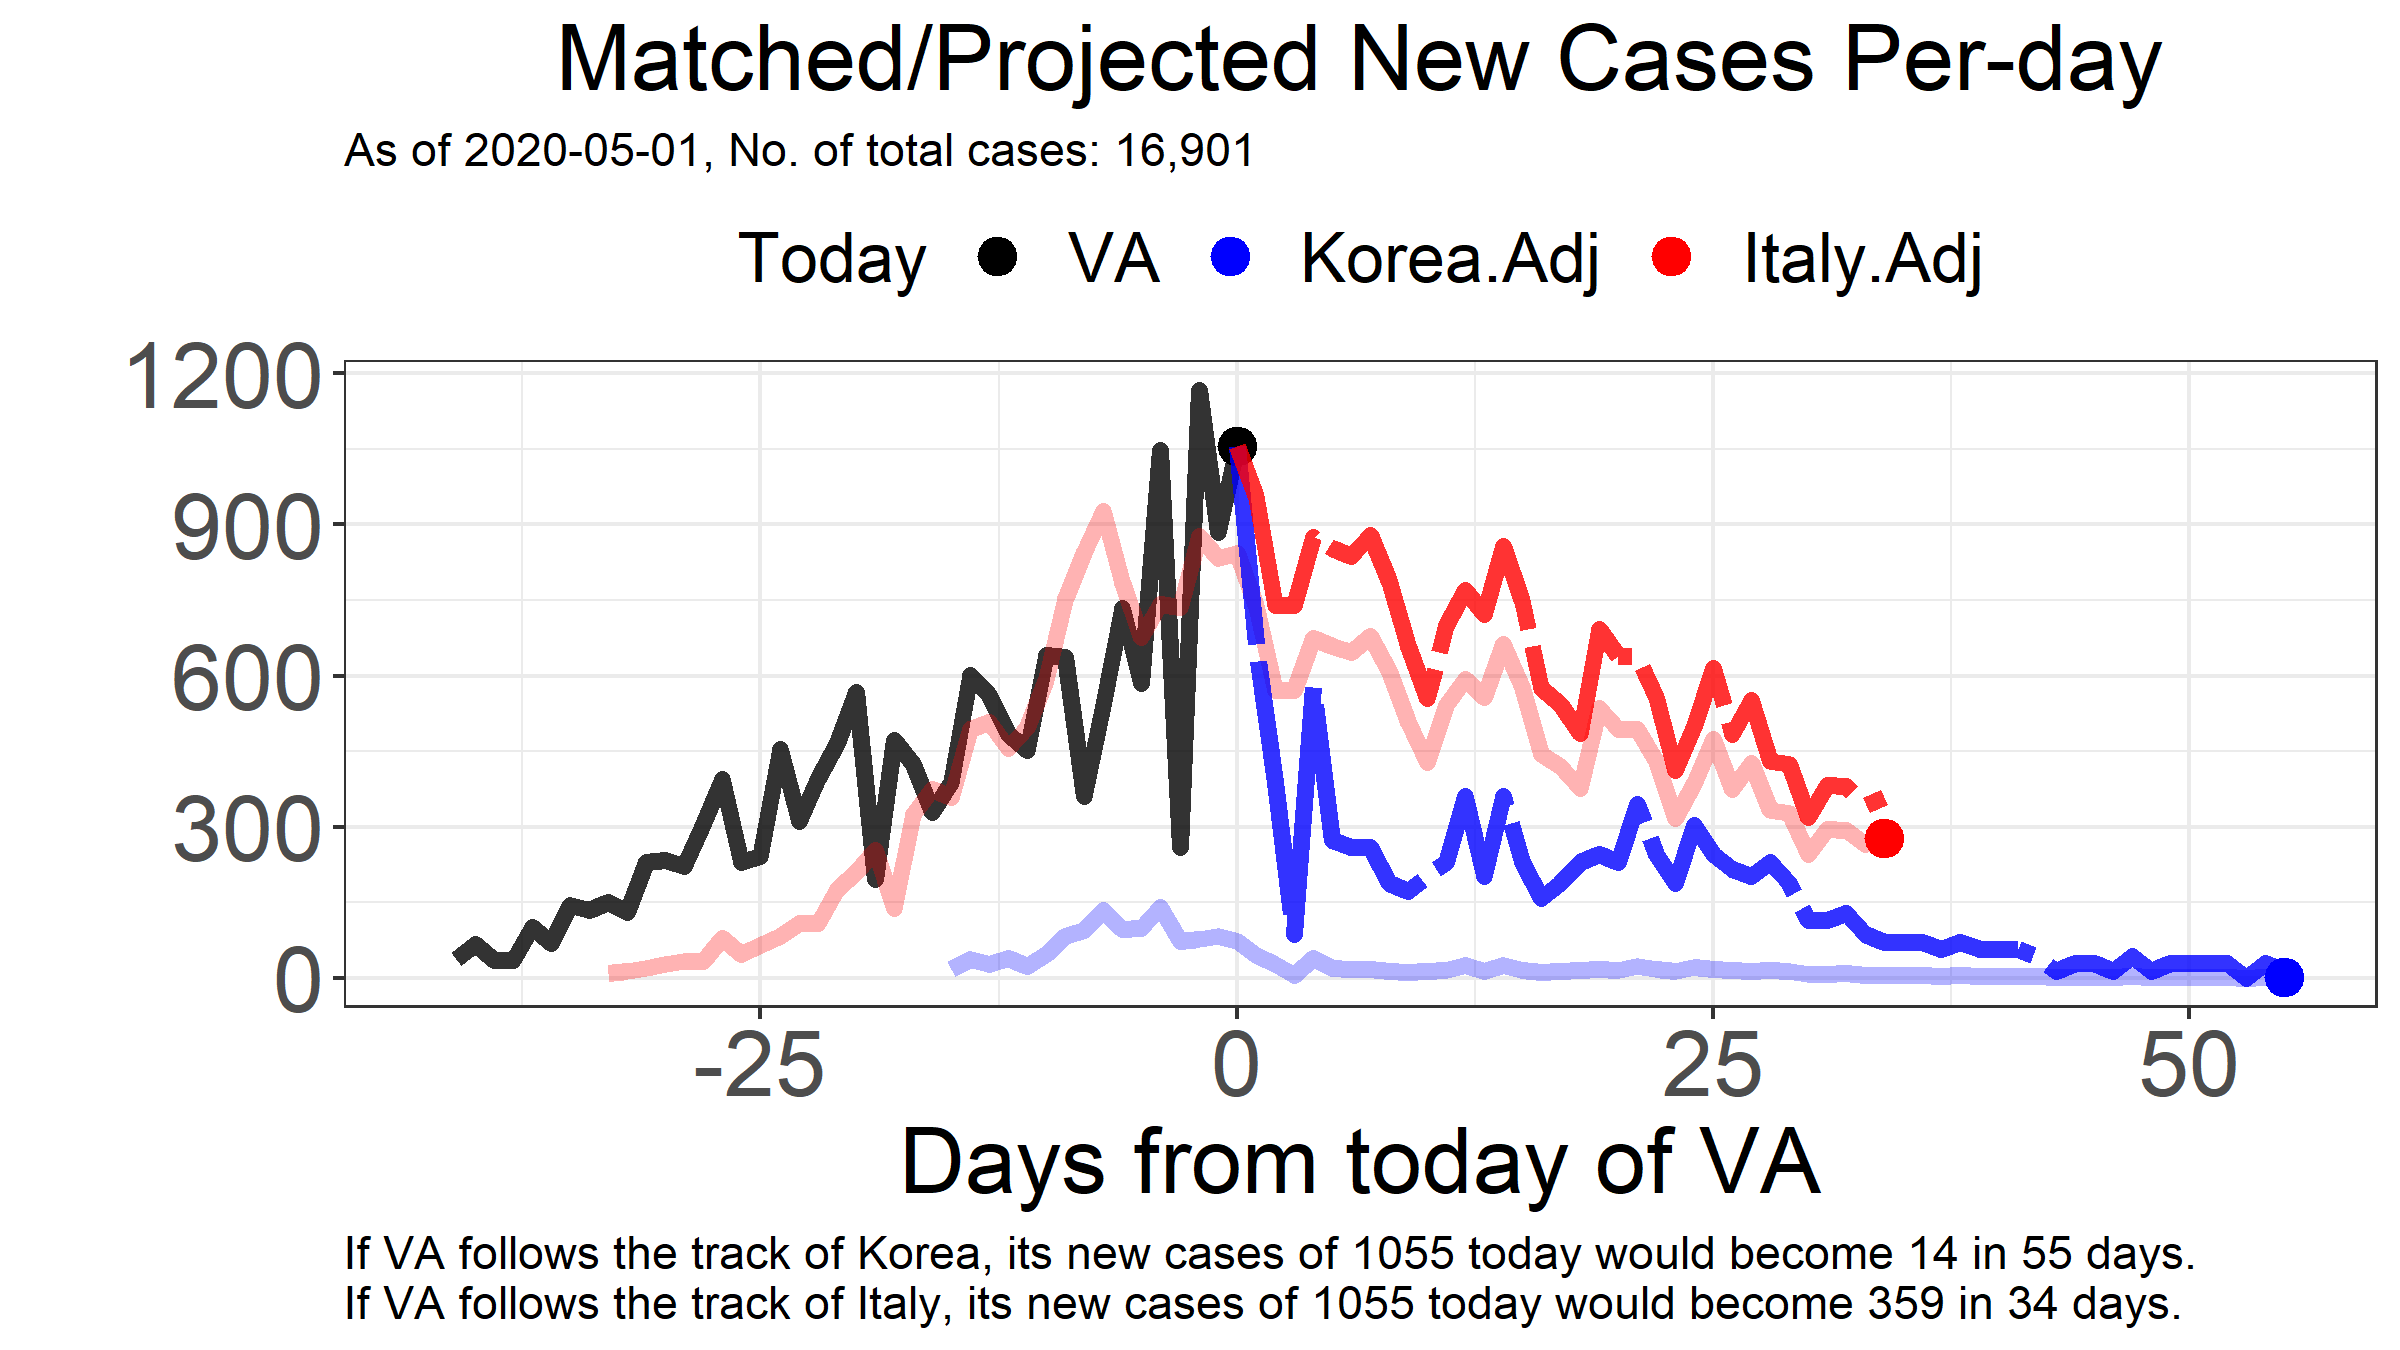 Matched/Projected New Cases Per-day
As of 2020-05-01, No. of total cases: 16,901
Today VA Korea.Adj Italy.Adj
1200
900
600
300
0
-25 0 25 50
Days from today of VA
If VA follows the track of Korea, its new cases of 1055 today would become 14 in 55 days.
If VA follows the track of Italy, its new cases of 1055 today would become 359 in 34 days.